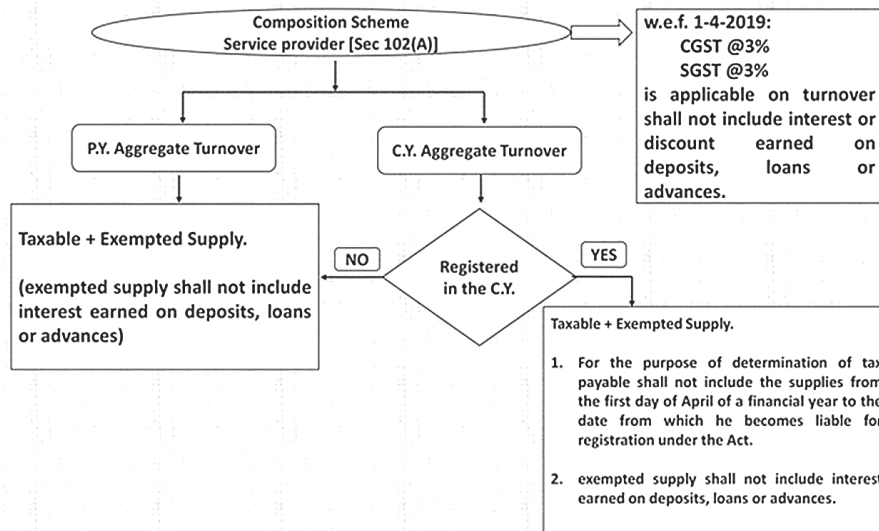 Composition Scheme
Service provider [Sec 102(A)]
w.e.f. 1-4-2019:
CGST @3%
SGST @3%
is applicable on turnover
shall not include interest or
discount earned on
deposits, loans or
advances.
P.Y. Aggregate Turnover
C.Y. Aggregate Turnover
Taxable + Exempted Supply.
(exempted supply shall not include
interest earned on deposits, loans
or advances)
NO
Registered
in the C.Y.
YES
Taxable + Exempted Supply.
1. For the purpose of determination of tax
payable shall not include the supplies from
the first day of April of a financial year to the
date from which he becomes liable for
registration under the Act.
2. exempted supply shall not include interest
earned on deposits, loans or advances.